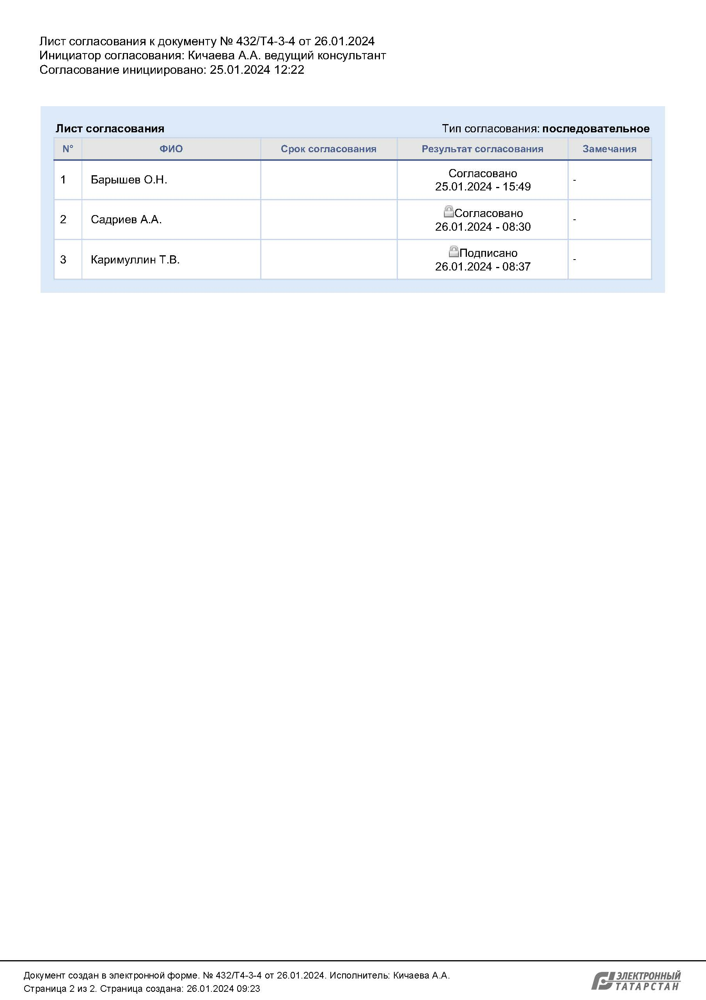 Лист согласования к документу № 432/Т4-3-4 от 26.01.2024
Инициатор согласования: Кичаева А.А. ведущий консультант
Согласование инициировано: 25.01.2024 12:22
Лист согласования Тип согласования: последовательное
N° ФИО Срок согласования Результат согласования Замечания
1 Барышев О.Н. Согласовано
25.01.2024 - 15:49 -
2 Садриев А.А. Согласовано
26.01.2024 - 08:30 -
3 Каримуллин Т.В. Подписано
26.01.2024 - 08:37 -
Документ создан в электронной форме. № 432/Т4-3-4 от 26.01.2024. Исполнитель: Кичаева А.А.
Страница 2 из 2. Страница создана: 26.01.2024 09:23
ЭЛЕКТРОННЫЙ
ТАТАРСТАН